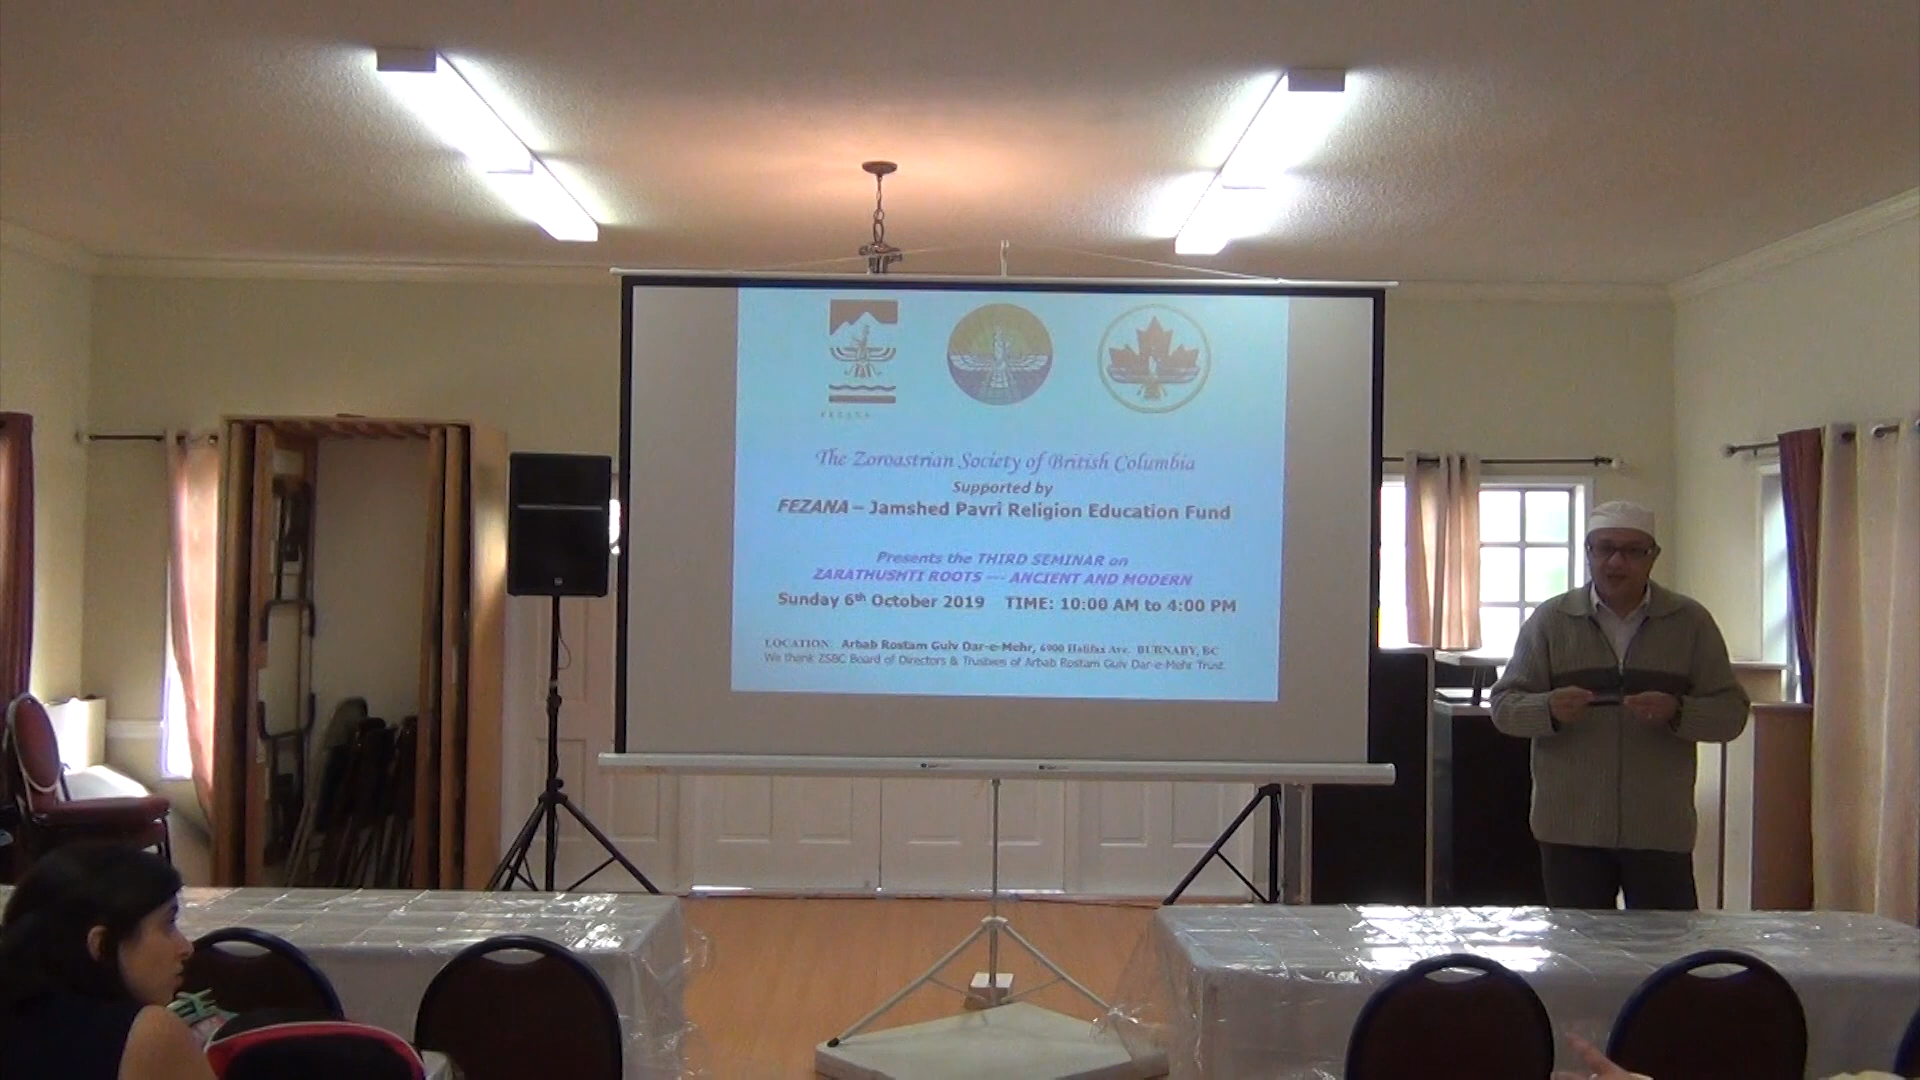 FEZANA
The Zoroastrian Society of British Columbia
Supported by
FEZANA – Jamshed Pavri Religion Education Fund
Presents the THIRD SEMINAR on
ZARATHUSHTI ROOTS --- ANCIENT AND MODERN
Sunday 6th October 2019 TIME: 10:00 AM to 4:00 PM
LOCATION: Arbab Rostam Guiv Dar-e-Mehr, 6900 Halifax Ave. BURNABY, BC
We thank ZSBC Board of Directors & Trustees of Arbab Rostam Guiv Dar-e-Mehr Trust.